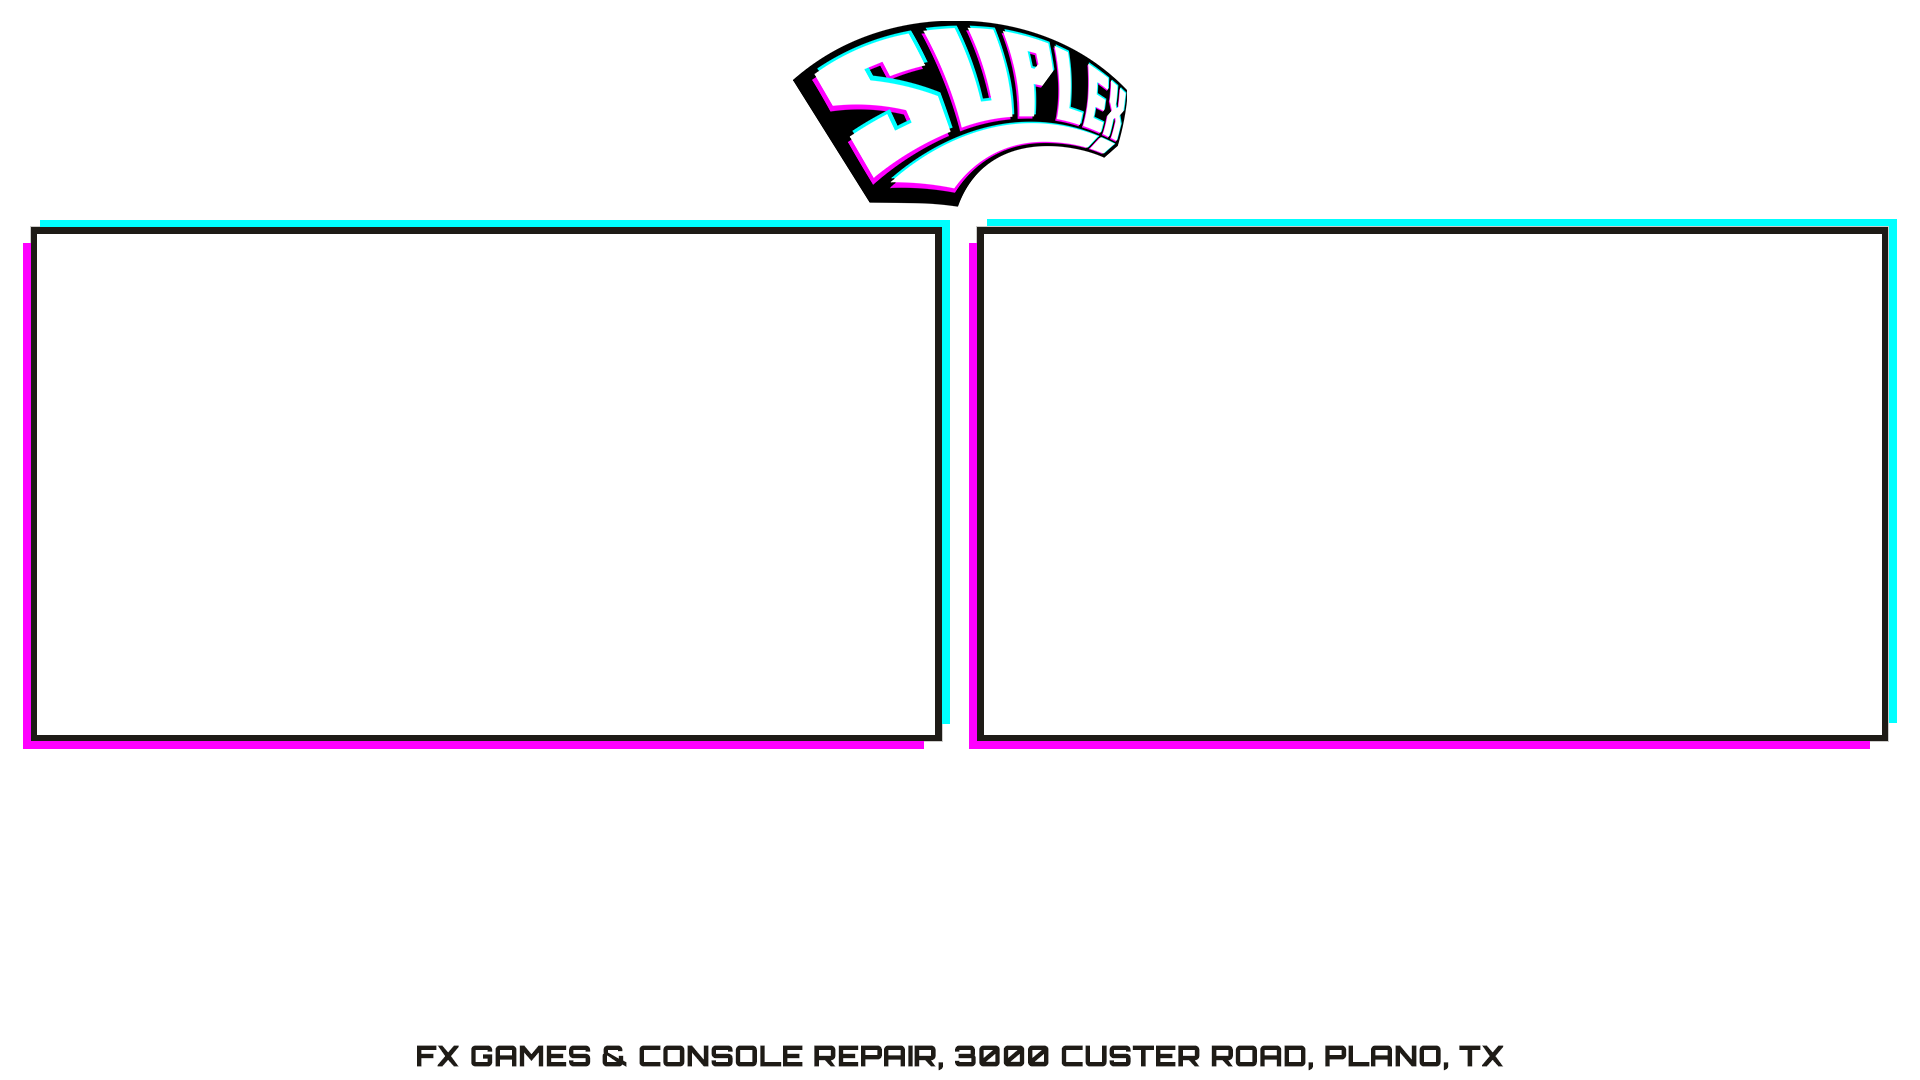 SUPLEX
FX GAMES & CONSOLE REPAIR, 3000 CUSTER ROAD, PLANO, TX